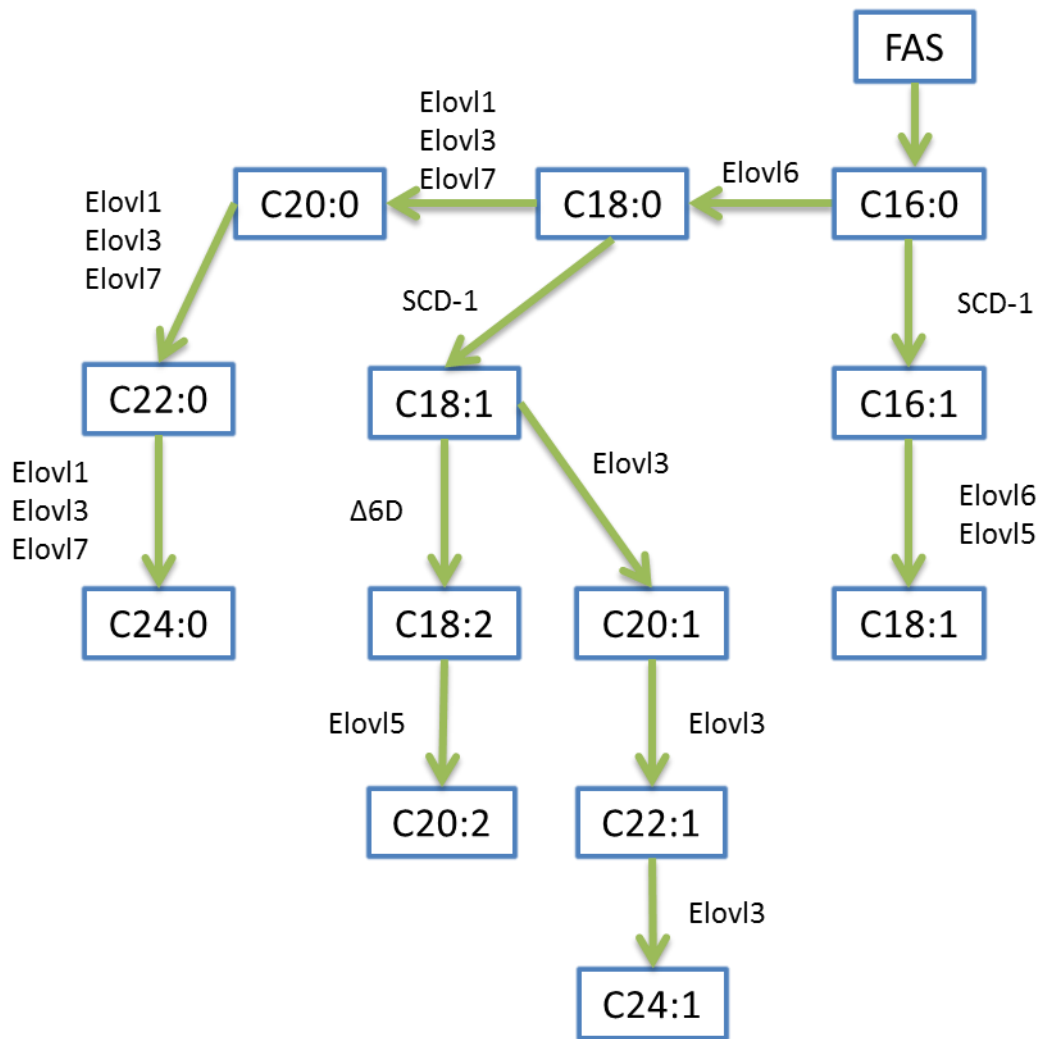 FAS
Elovl1
Elovl3
Elovl7
Elovl6
C20:0
C18:0
C16:0
Elovl1
Elovl3
Elovl7
SCD-1
SCD-1
C22:0
C18:1
C16:1
Elovl1
Elovl3
Elovl7
Δ6D
Elovl3
Elovl6
Elovl5
C24:0
C18:2
C20:1
C18:1
Elovl5
Elovl3
C20:2
C22:1
Elovl3
C24:1